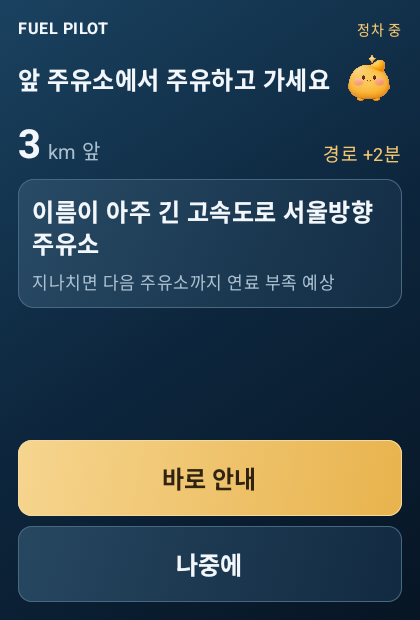 FUEL PILOT
정차 중
앞 주유소에서 주유하고 가세요
3 km 앞
경로 +2분
이름이 아주 긴 고속도로 서울방향
주유소
지나치면 다음 주유소까지 연료 부족 예상
바로 안내
나중에